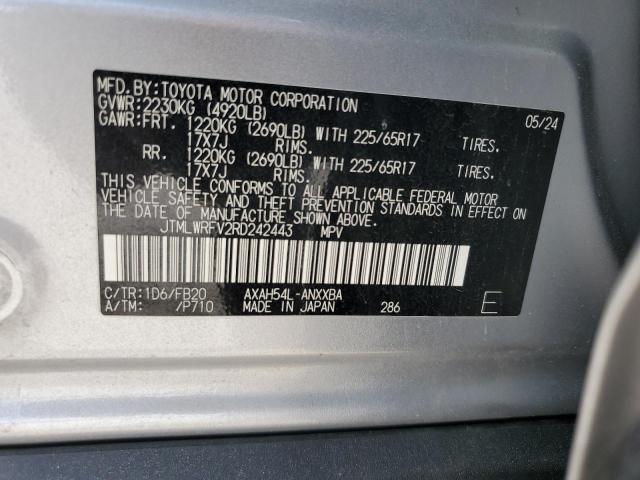 MFD.BY:TOYOTA MOTOR CORPORATION 05/24
GVWR:2230KG (4920LB)
GAWR:FRT. 1220KG (2690LB) WITH 225/65R17 TIRES.
17X7J RIMS.
RR. 1220KG (2690LB) WITH 225/65R17 TIRES.
17X7J RIMS.
THIS VEHICLE CONFORMS TO ALL APPLICABLE FEDERAL MOTOR
VEHICLE SAFETY AND THEFT PREVENTION STANDARDS IN EFFECT ON
THE DATE OF MANUFACTURE SHOWN ABOVE.
JTMLWRFV2RD242443 MPV
C/TR:1D6/FB20 AXAH54L-ANXXBA
A/TM: /P710 MADE IN JAPAN 286 E